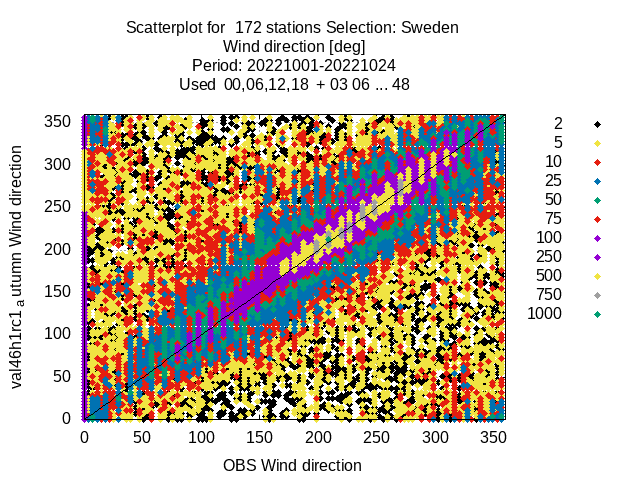 Scatterplot for 172 stations Selection: Sweden
Wind direction [deg]
Period: 20221001-20221024
Used 00,06,12,18 + 03 06 ... 48
val46h1rc1_autumn Wind direction
350
300
250
200
150
100
50
0
0 50 100 150 200 250 300 350
OBS Wind direction
2
5
10
25
50
75
100
250
500
750
1000